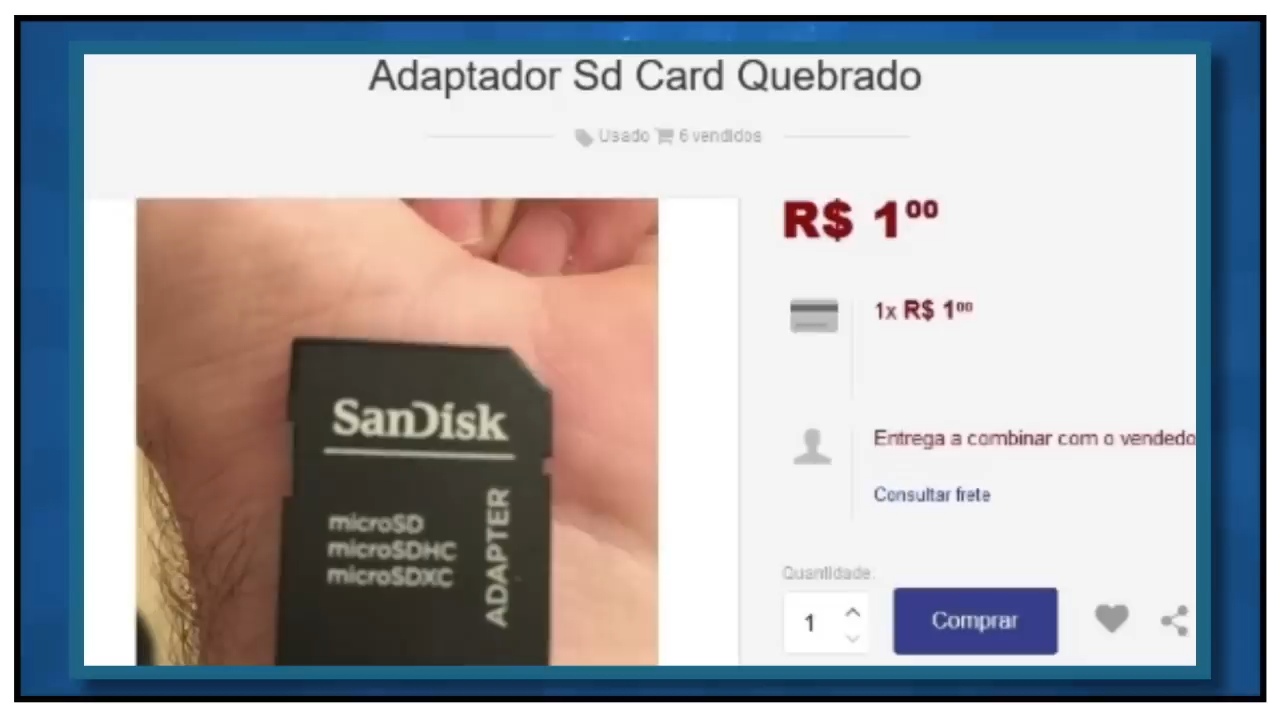 Adaptador Sd Card Quebrado
Usado 6 vendidos
R$ 1⁰⁰
1x R$ 1⁰⁰
Entrega a combinar com o vendedo
Consultar frete
Quantidade:
1
Comprar
SanDisk
microSD
microSDHC
microSDXC
ADAPTER